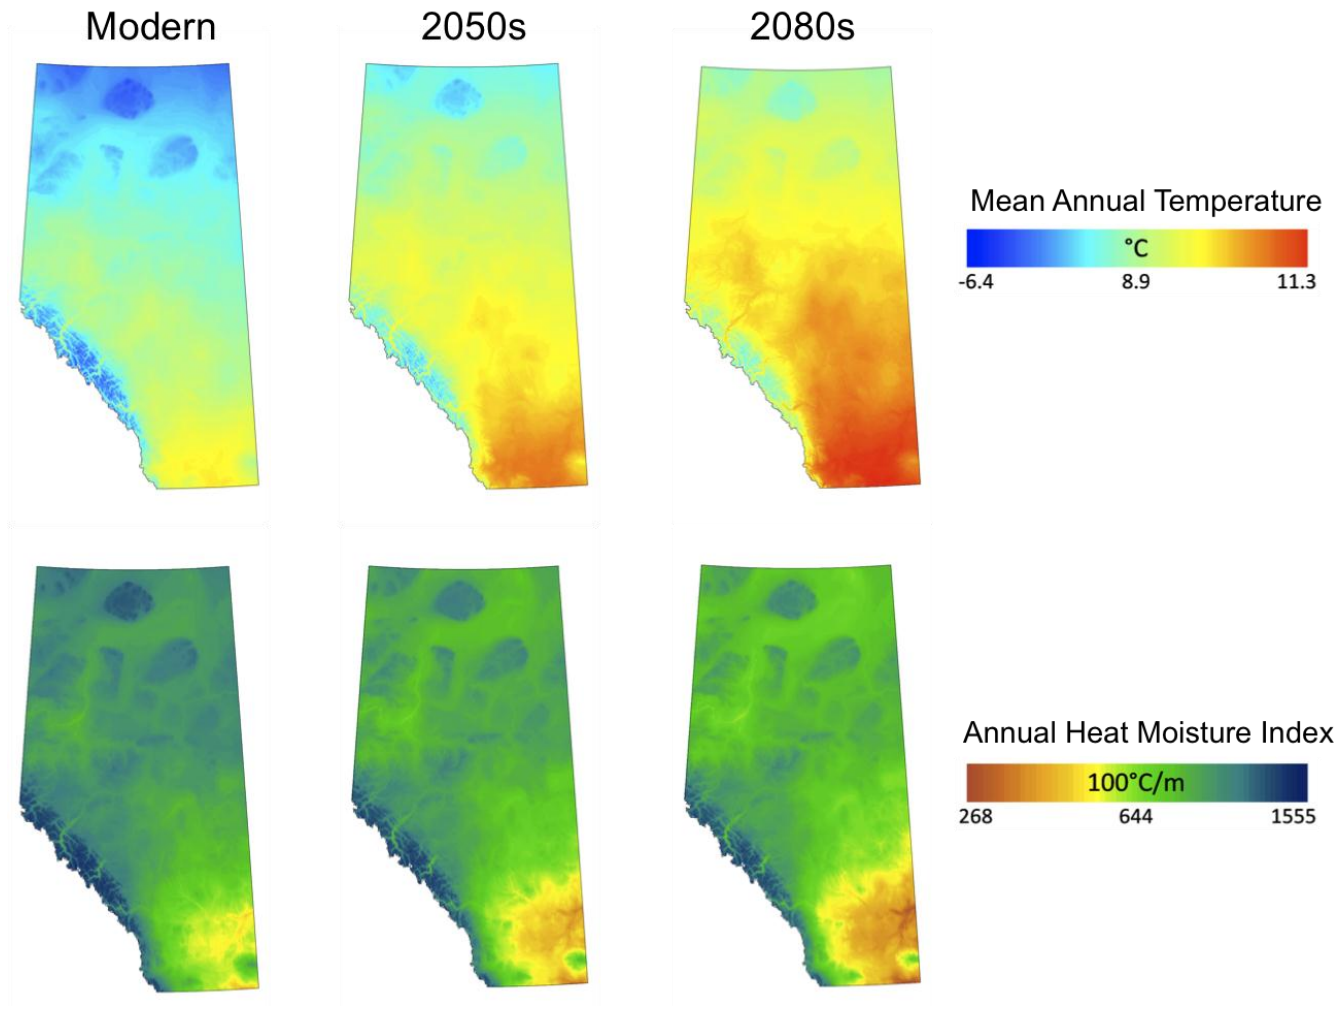 Modern
2050s
2080s
Mean Annual Temperature
°C
-6.4
8.9
11.3
Annual Heat Moisture Index
100°C/m
268
644
1555